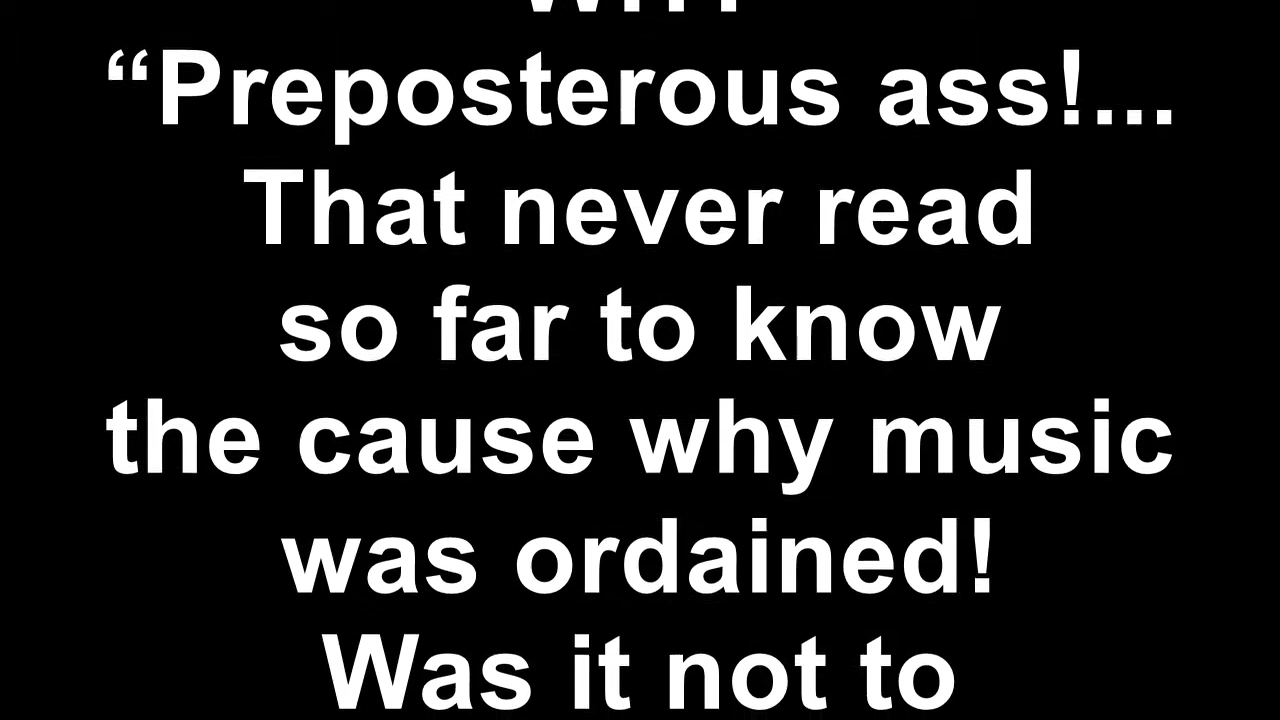 “Preposterous ass!...
That never read
so far to know
the cause why music
was ordained!
Was it not to